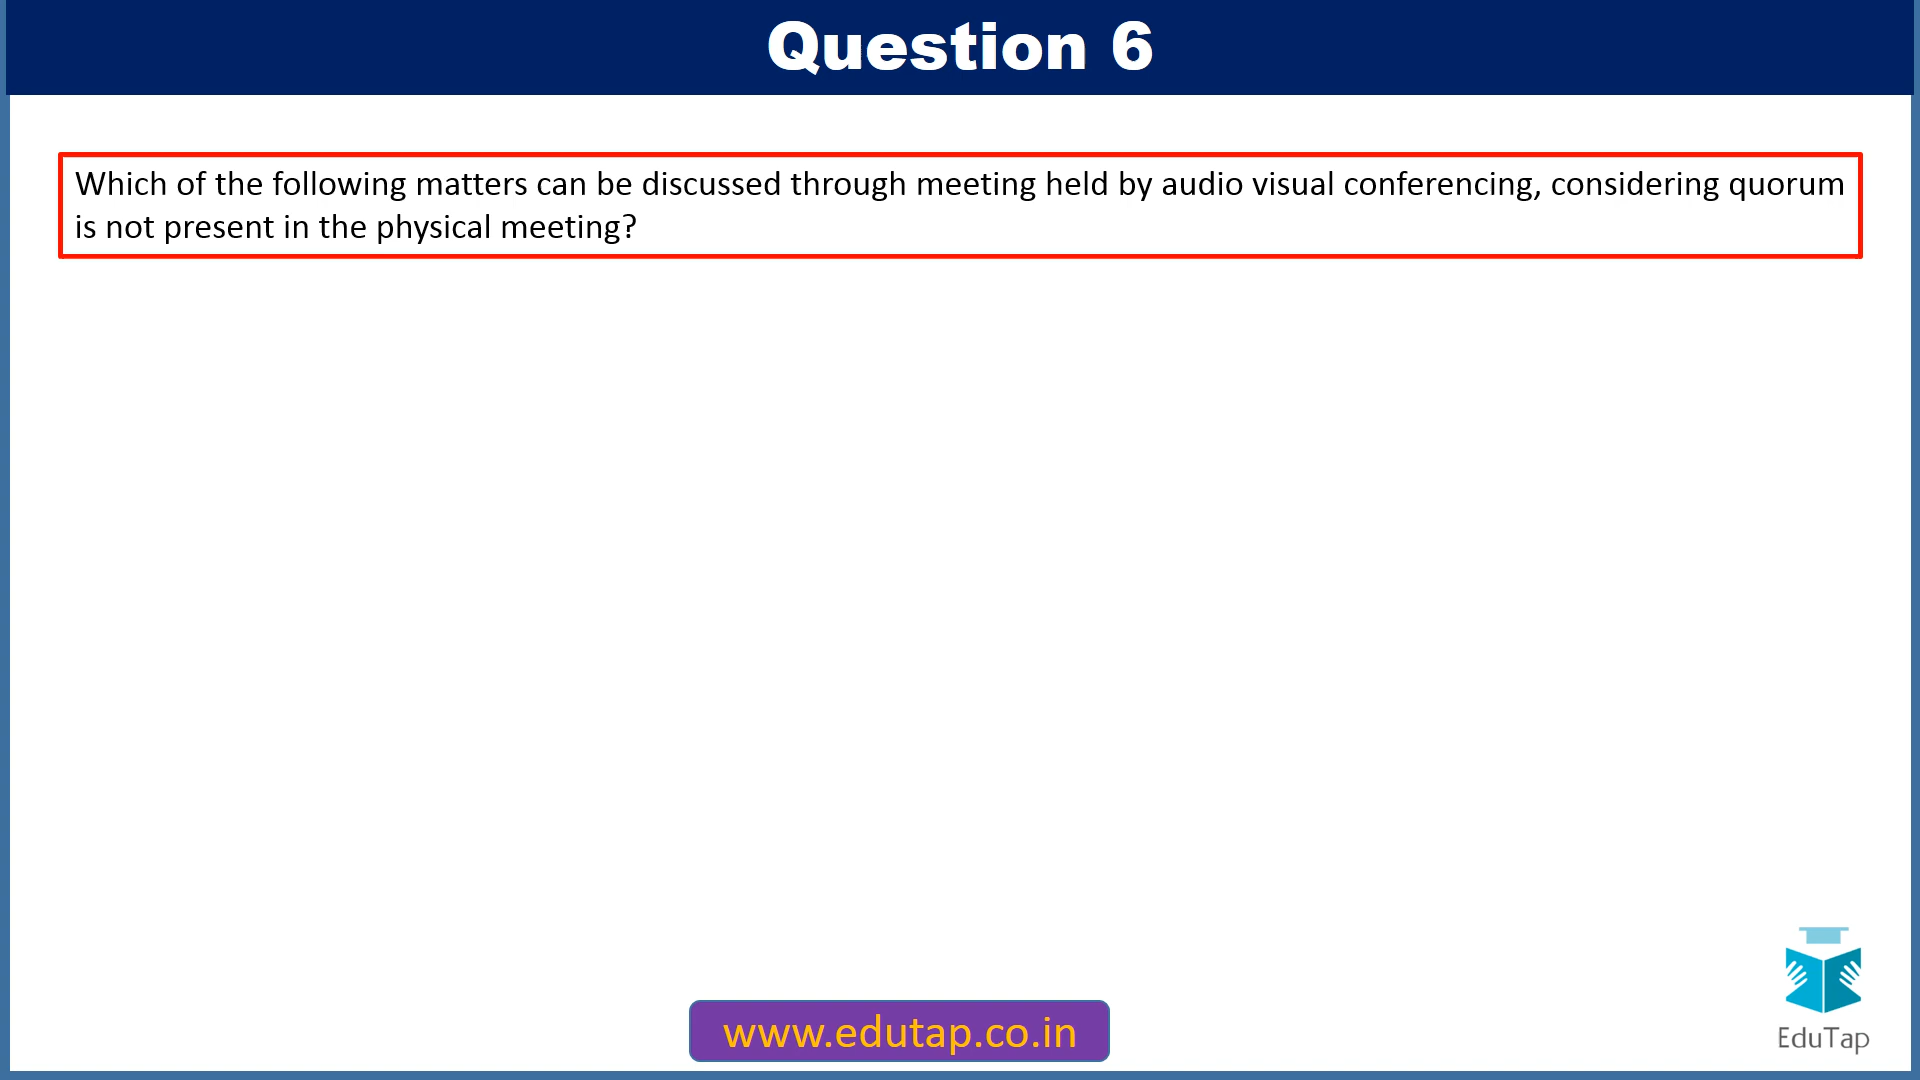 Question 6
Which of the following matters can be discussed through meeting held by audio visual conferencing, considering quorum
is not present in the physical meeting?
www.edutap.co.in
EduTap